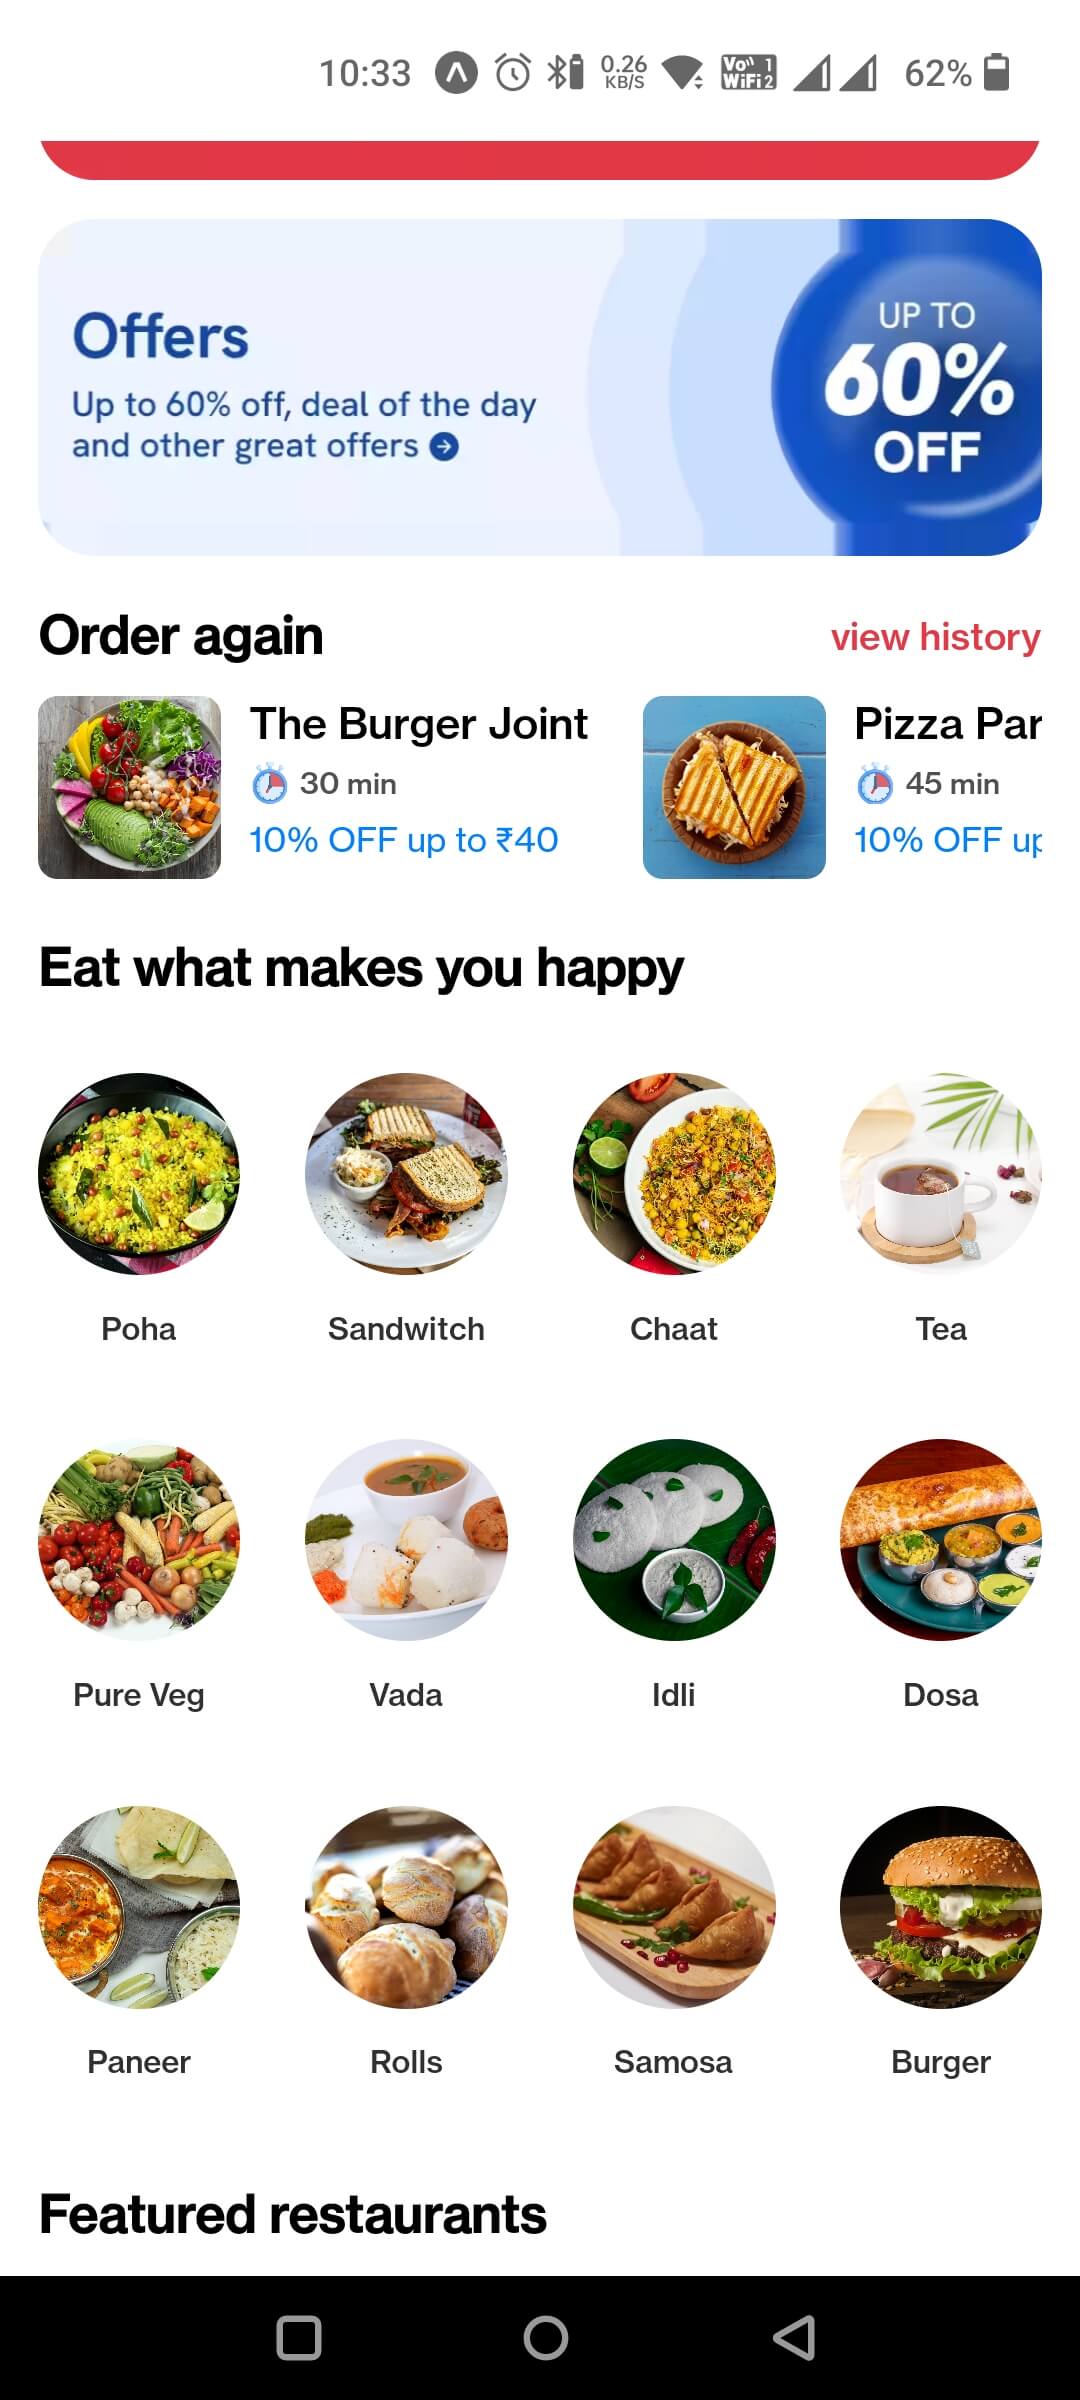 10:33
0.26
KB/S
Vo 1
WiFi 2
62%
Offers
Up to 60% off, deal of the day
and other great offers
UP TO
60%
OFF
Order again
view history
The Burger Joint
30 min
10% OFF up to ₹40
Pizza Par
45 min
10% OFF up
Eat what makes you happy
Poha
Sandwitch
Chaat
Tea
Pure Veg
Vada
Idli
Dosa
Paneer
Rolls
Samosa
Burger
Featured restaurants